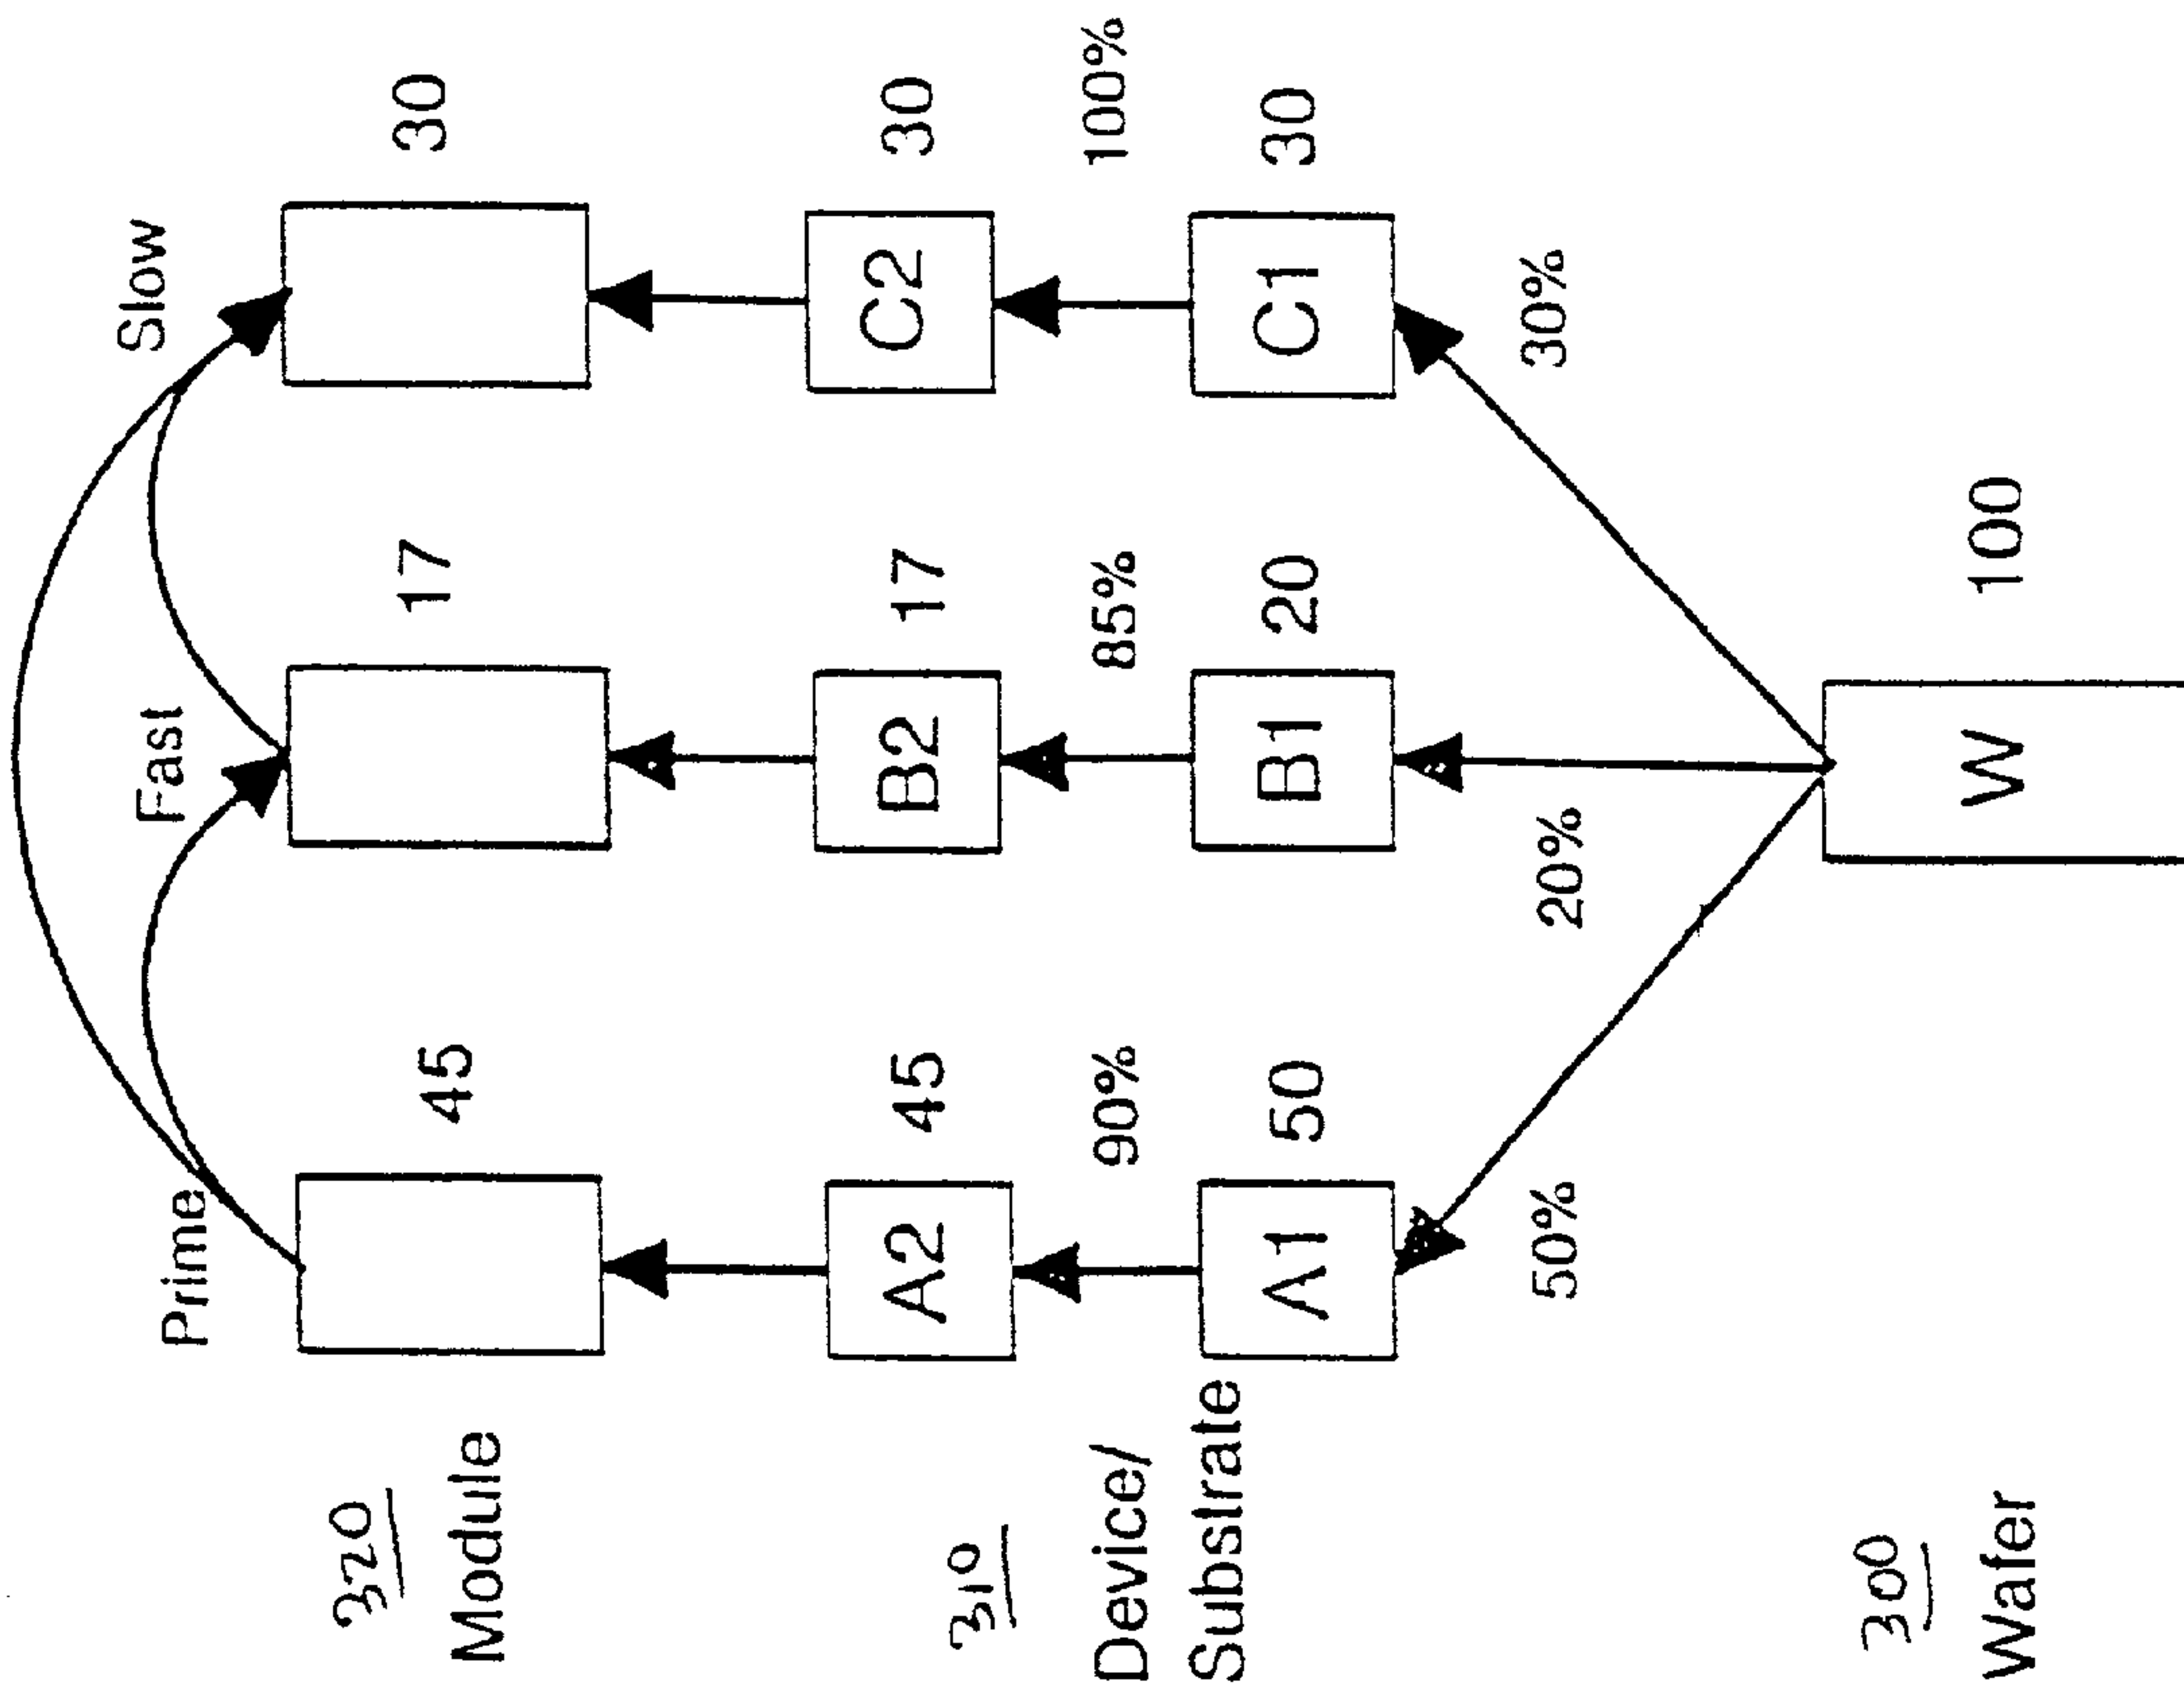 Prime
Fast
Slow
320
Module
45
17
30
310
Device/
Substrate
A2
45
B2
17
C2
30
90%
85%
100%
A1
50
B1
20
C1
30
50%
20%
30%
300
Wafer
W
100